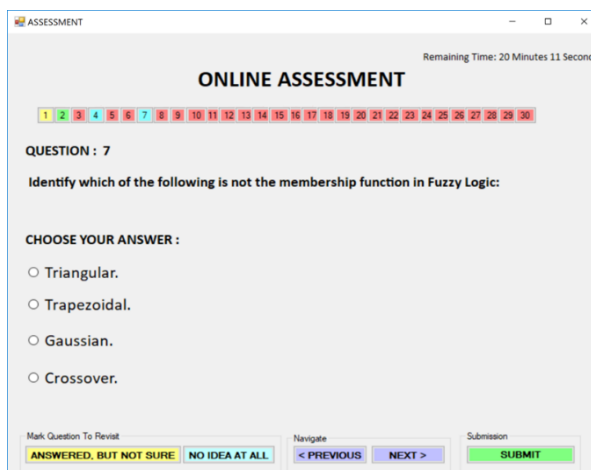 ASSESSMENT
Remaining Time: 20 Minutes 11 Second
ONLINE ASSESSMENT
1 2 3 4 5 6 7 8 9 10 11 12 13 14 15 16 17 18 19 20 21 22 23 24 25 26 27 28 29 30
QUESTION : 7
Identify which of the following is not the membership function in Fuzzy Logic:
CHOOSE YOUR ANSWER :
Triangular.
Trapezoidal.
Gaussian.
Crossover.
Mark Question To Revisit Navigate Submission
ANSWERED, BUT NOT SURE NO IDEA AT ALL < PREVIOUS NEXT > SUBMIT